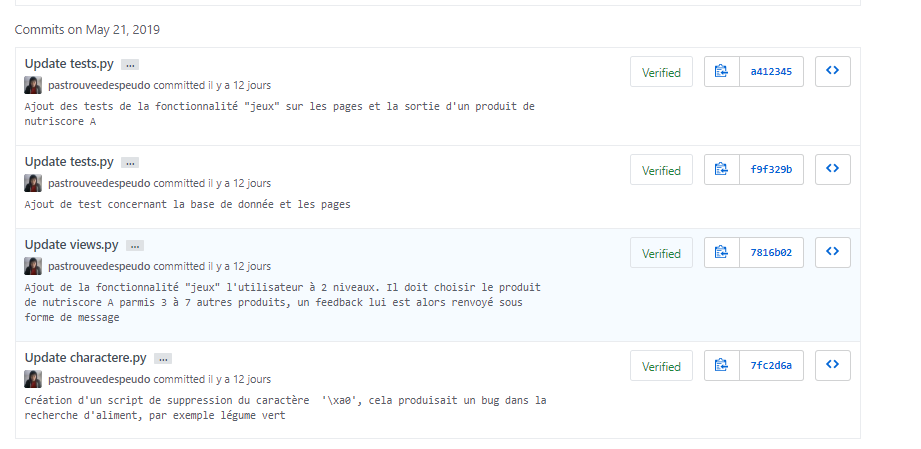 Commits on May 21, 2019
Update tests.py ...
Verified
a412345
pastrouveedespeudo committed il y a 12 jours
Ajout des tests de la fonctionnalité "jeux" sur les pages et la sortie d'un produit de
nutriscore A
Update tests.py ...
Verified
f9f329b
pastrouveedespeudo committed il y a 12 jours
Ajout de test concernant la base de donnée et les pages
Update views.py ...
Verified
7816b02
pastrouveedespeudo committed il y a 12 jours
Ajout de la fonctionnalité "jeux" l'utilisateur à 2 niveaux. Il doit choisir le produit
de nutriscore A parmis 3 à 7 autres produits, un feedback lui est alors renvoyé sous
forme de message
Update charactere.py ...
Verified
7fc2d6a
pastrouveedespeudo committed il y a 12 jours
Création d'un script de suppression du caractère  '\xa0', cela produisait un bug dans la
recherche d'aliment, par exemple légume vert